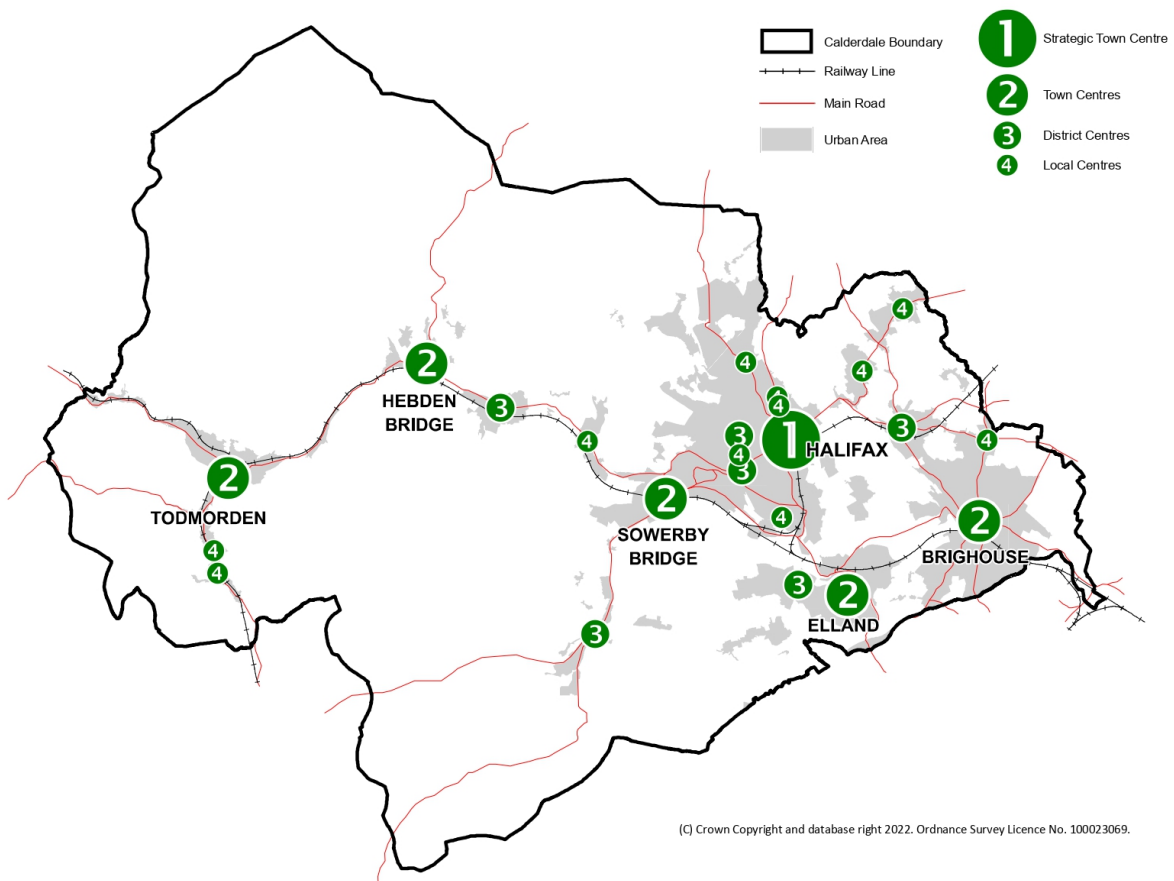 Calderdale Boundary
Railway Line
Main Road
Urban Area
1 Strategic Town Centre
2 Town Centres
3 District Centres
4 Local Centres
4
4
4
2
HEBDEN
BRIDGE
3
4
4
1
HALIFAX
3
4
3
4
3
4
2
TODMORDEN
2
SOWERBY
BRIDGE
4
2
BRIGHOUSE
4
4
3
2
ELLAND
3
(C) Crown Copyright and database right 2022. Ordnance Survey Licence No. 100023069.